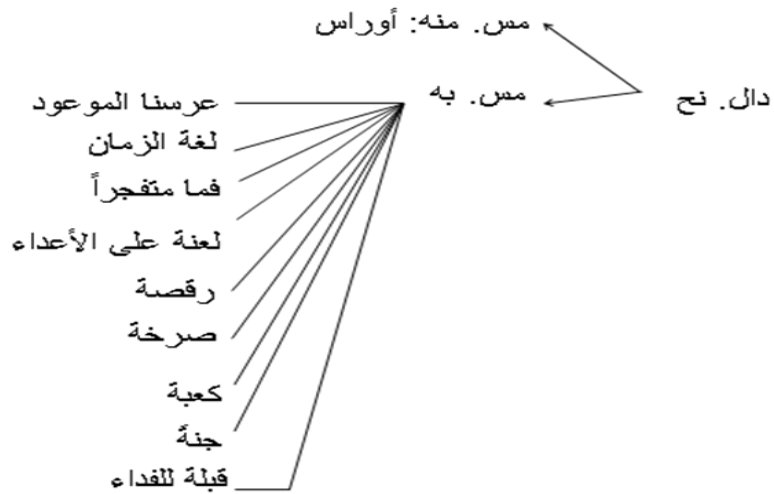 مس. منه: أوراس
دال. نح
مس. به
عرسنا الموعود
لغة الزمان
فما متفجراً
لعنة على الأعداء
رقصة
صرخة
كعبة
جنةً
قبلة للفداء